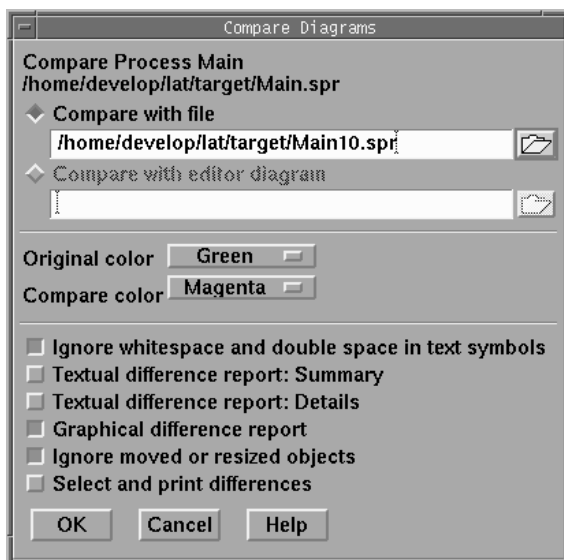 Compare Diagrams
Compare Process Main
/home/develop/lat/target/Main.spr
Compare with file
/home/develop/lat/target/Main10.spr
Compare with editor diagram
Original color Green
Compare color Magenta
Ignore whitespace and double space in text symbols
Textual difference report: Summary
Textual difference report: Details
Graphical difference report
Ignore moved or resized objects
Select and print differences
OK Cancel Help